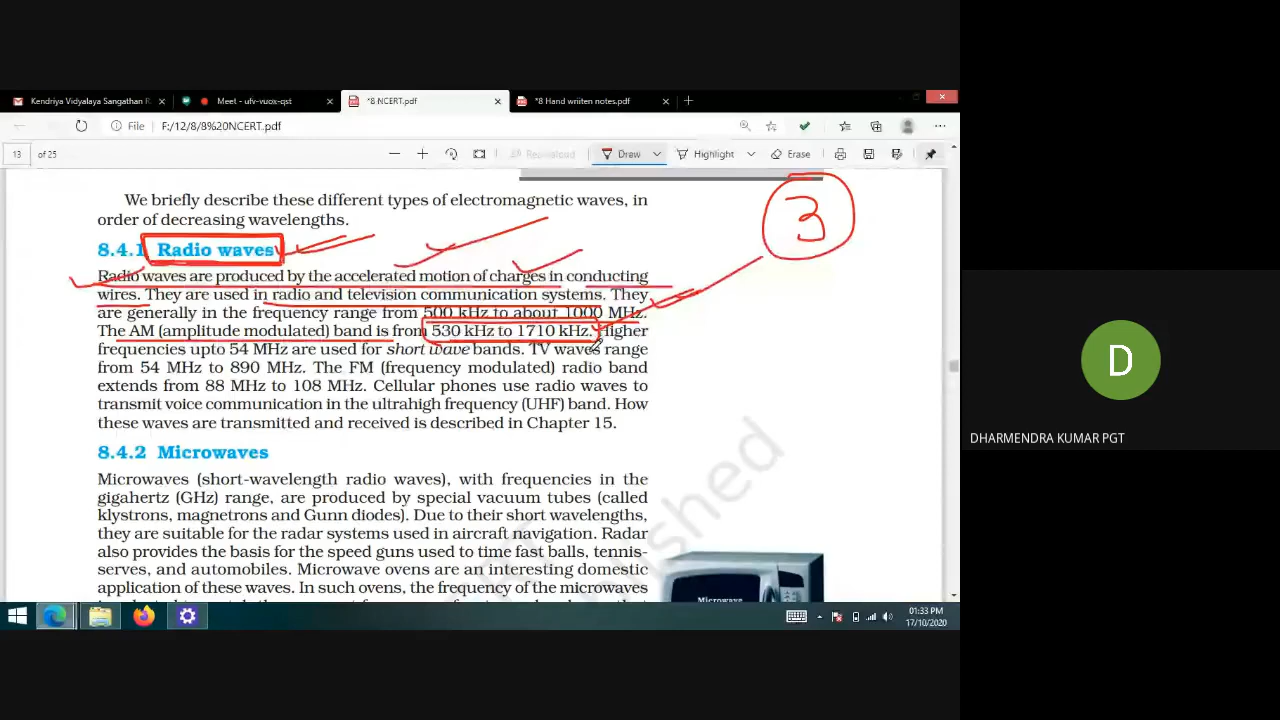 Kendriya Vidyalaya Sangathan R
Meet - ufv-vuox-qst
*8 NCERT.pdf
*8 Hand wriiten notes.pdf
File
F:/12/8/8%20NCERT.pdf
13 of 25
Read aloud
Draw
Highlight
Erase
We briefly describe these different types of electromagnetic waves, in
order of decreasing wavelengths.
3
8.4.1 Radio waves
Radio waves are produced by the accelerated motion of charges in conducting
wires. They are used in radio and television communication systems. They
are generally in the frequency range from 500 kHz to about 1000 MHz.
The AM (amplitude modulated) band is from 530 kHz to 1710 kHz. Higher
frequencies upto 54 MHz are used for short wave bands. TV waves range
from 54 MHz to 890 MHz. The FM (frequency modulated) radio band
extends from 88 MHz to 108 MHz. Cellular phones use radio waves to
transmit voice communication in the ultrahigh frequency (UHF) band. How
these waves are transmitted and received is described in Chapter 15.
8.4.2 Microwaves
Microwaves (short-wavelength radio waves), with frequencies in the
gigahertz (GHz) range, are produced by special vacuum tubes (called
klystrons, magnetrons and Gunn diodes). Due to their short wavelengths,
they are suitable for the radar systems used in aircraft navigation. Radar
also provides the basis for the speed guns used to time fast balls, tennis-
serves, and automobiles. Microwave ovens are an interesting domestic
application of these waves. In such ovens, the frequency of the microwaves
Microwave
D
DHARMENDRA KUMAR PGT
01:33 PM
17/10/2020